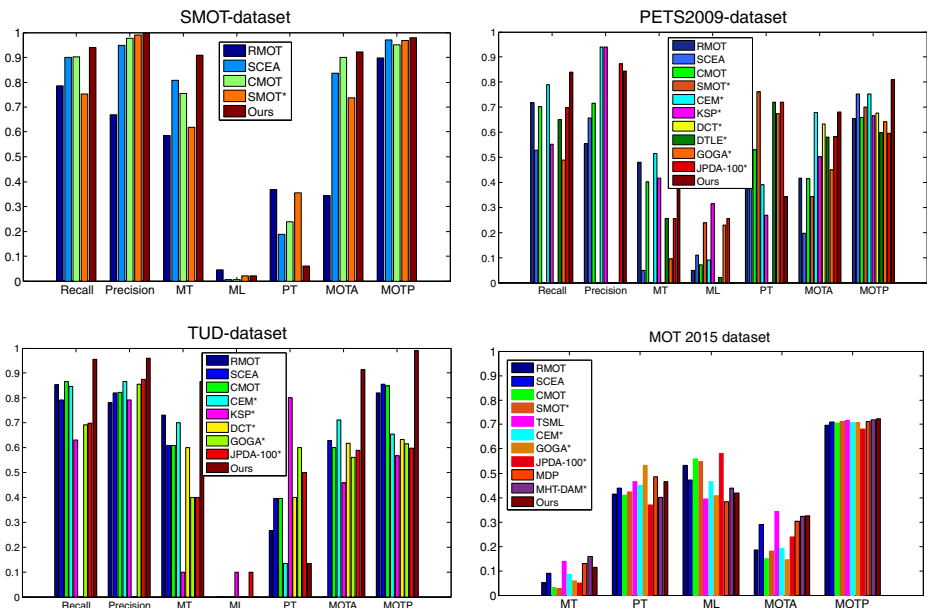 SMOT-dataset
1
0.9
0.8
0.7
0.6
0.5
0.4
0.3
0.2
0.1
0
RMOT
SCEA
CMOT
SMOT*
Ours
Recall Precision MT ML PT MOTA MOTP
PETS2009-dataset
1
0.9
0.8
0.7
0.6
0.5
0.4
0.3
0.2
0.1
0
RMOT
SCEA
CMOT
SMOT*
CEM*
KSP*
DCT*
DTLE*
GOGA*
JPDA-100*
Ours
Recall Precision MT ML PT MOTA MOTP
TUD-dataset
1
0.9
0.8
0.7
0.6
0.5
0.4
0.3
0.2
0.1
0
RMOT
SCEA
CMOT
CEM*
KSP*
DCT*
GOGA*
JPDA-100*
Ours
Recall Precision MT ML PT MOTA MOTP
MOT 2015 dataset
1
0.9
0.8
0.7
0.6
0.5
0.4
0.3
0.2
0.1
0
RMOT
SCEA
CMOT
SMOT*
TSML
CEM*
GOGA*
JPDA-100*
MDP
MHT-DAM*
Ours
MT PT ML MOTA MOTP